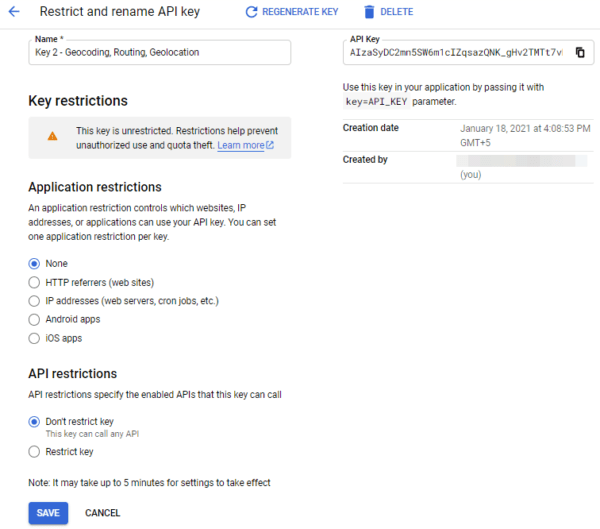 Restrict and rename API key
REGENERATE KEY
DELETE
Name *
Key 2 - Geocoding, Routing, Geolocation
Key restrictions
This key is unrestricted. Restrictions help prevent
unauthorized use and quota theft. Learn more
Application restrictions
An application restriction controls which websites, IP
addresses, or applications can use your API key. You can set
one application restriction per key.
None
HTTP referrers (web sites)
IP addresses (web servers, cron jobs, etc.)
Android apps
iOS apps
API restrictions
API restrictions specify the enabled APIs that this key can call
Don't restrict key
This key can call any API
Restrict key
Note: It may take up to 5 minutes for settings to take effect
SAVE
CANCEL
API Key
Use this key in your application by passing it with
key=API_KEY parameter.
Creation date
January 18, 2021 at 4:08:53 PM
GMT+5
Created by
(you)